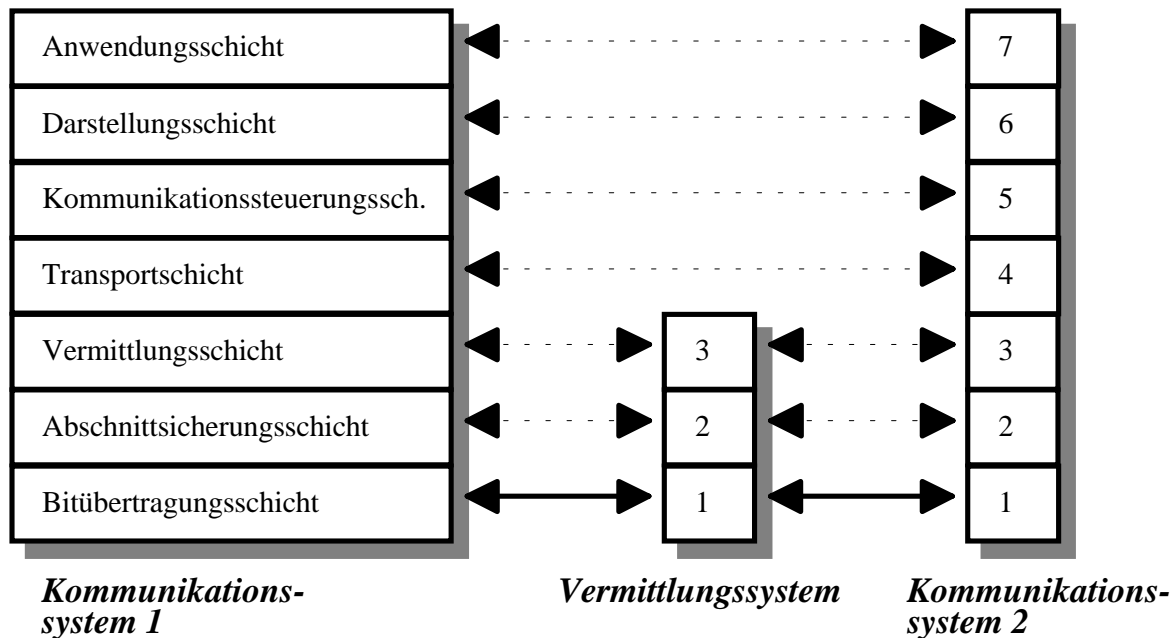 Anwendungsschicht
7
Darstellungsschicht
6
Kommunikationssteuerungssch.
5
Transportschicht
4
Vermittlungsschicht
3
3
Abschnittsicherungsschicht
2
2
Bitübertragungsschicht
1
1
Kommunikations-
system 1
Vermittlungssystem
Kommunikations-
system 2